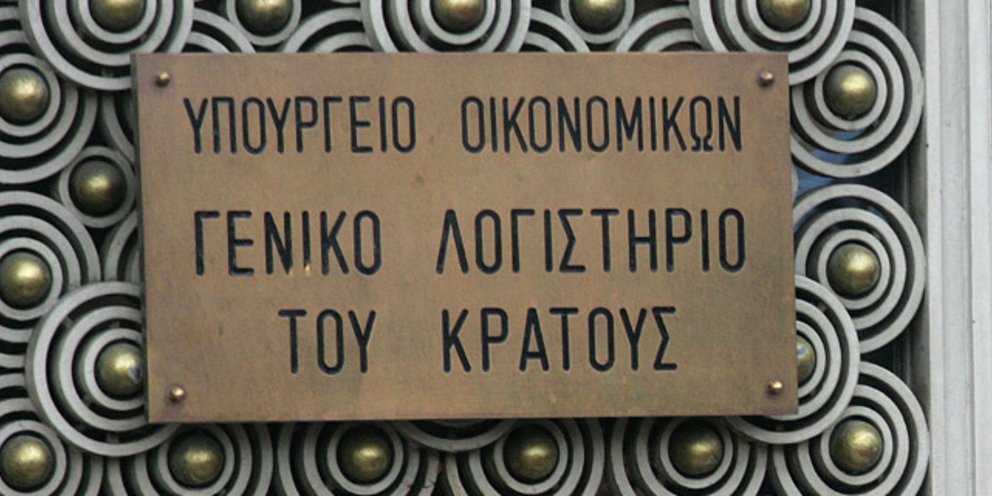 ΥΠΟΥΡΓΕΙΟ ΟΙΚΟΝΟΜΙΚΩΝ
ΓΕΝΙΚΟ ΛΟΓΙΣΤΗΡΙΟ
ΤΟΥ ΚΡΑΤΟΥΣ